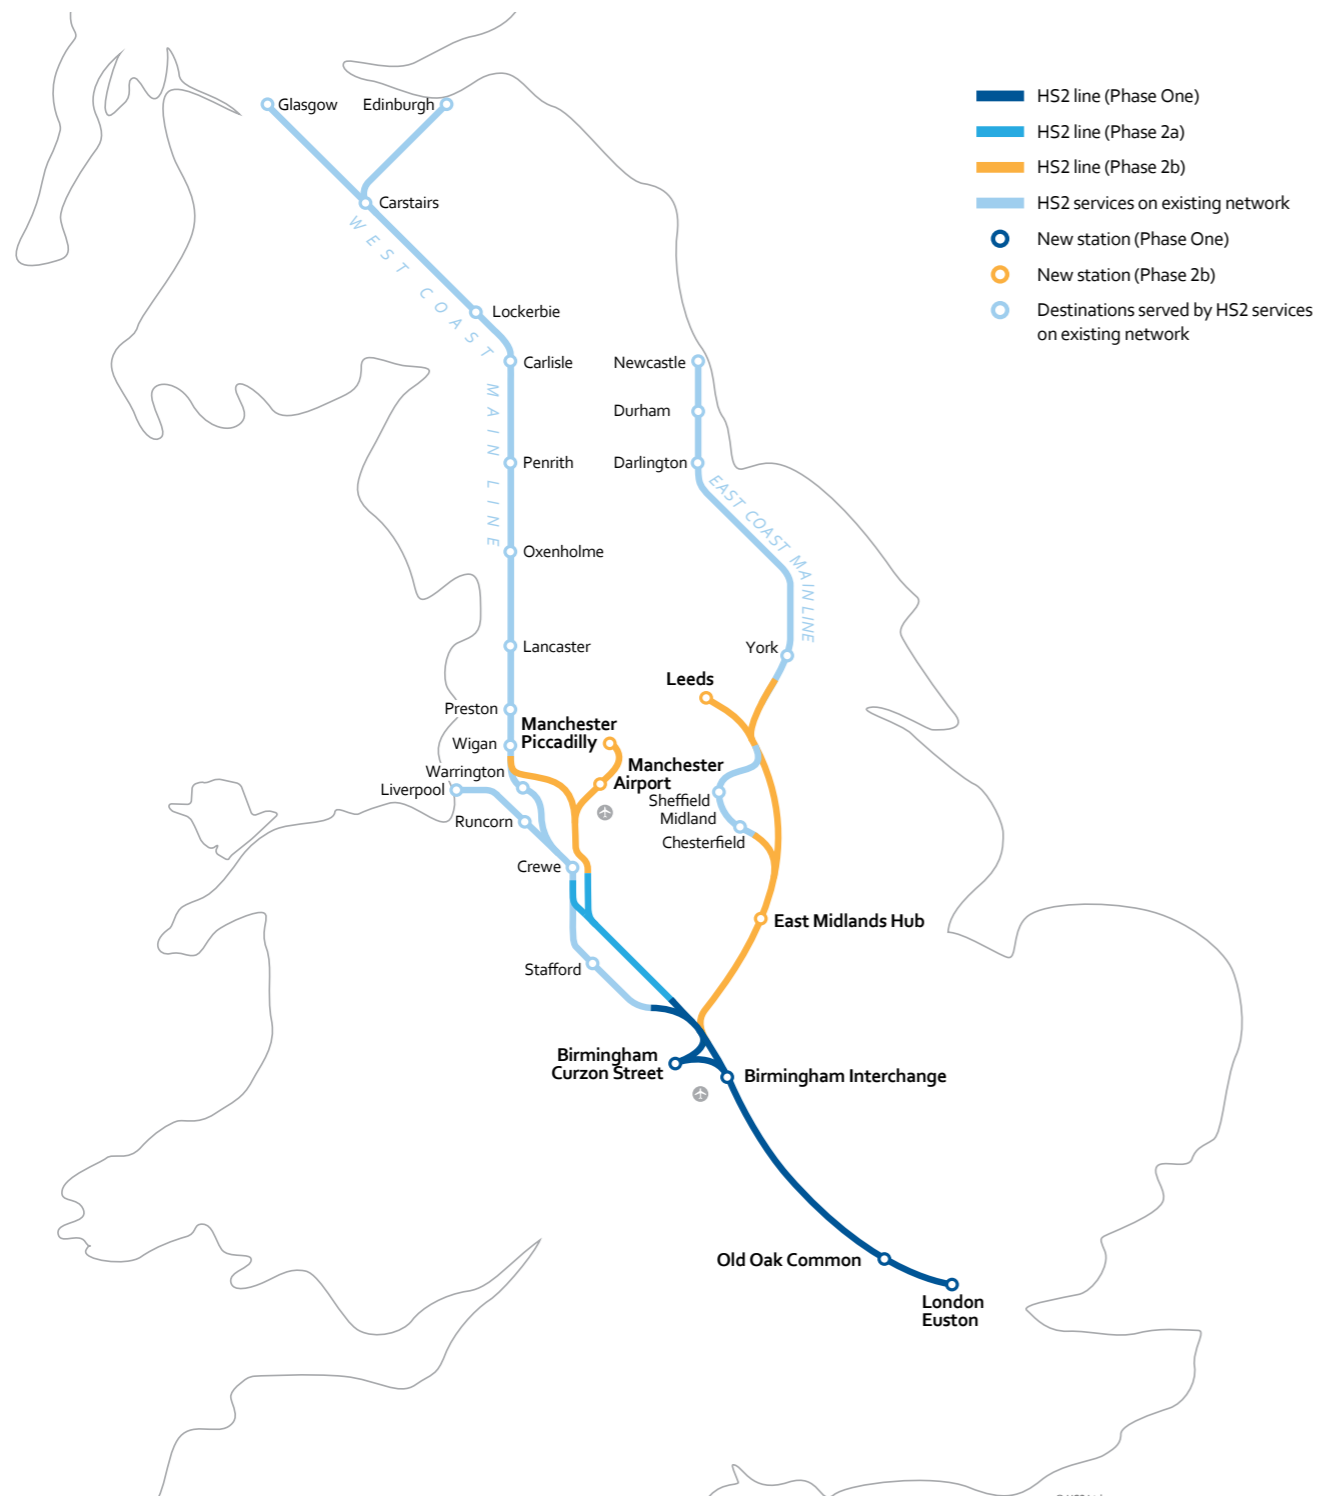 HS2 line (Phase One)
HS2 line (Phase 2a)
HS2 line (Phase 2b)
HS2 services on existing network
New station (Phase One)
New station (Phase 2b)
Destinations served by HS2 services
on existing network
Glasgow
Edinburgh
Carstairs
WEST COAST MAIN LINE
Lockerbie
Carlisle
Newcastle
Durham
Penrith
Darlington
EAST COAST MAIN LINE
Oxenholme
Lancaster
York
Leeds
Preston
Manchester
Piccadilly
Wigan
Manchester
Airport
Warrington
Liverpool
Sheffield
Midland
Runcorn
Chesterfield
Crewe
East Midlands Hub
Stafford
Birmingham
Curzon Street
Birmingham Interchange
Old Oak Common
London
Euston